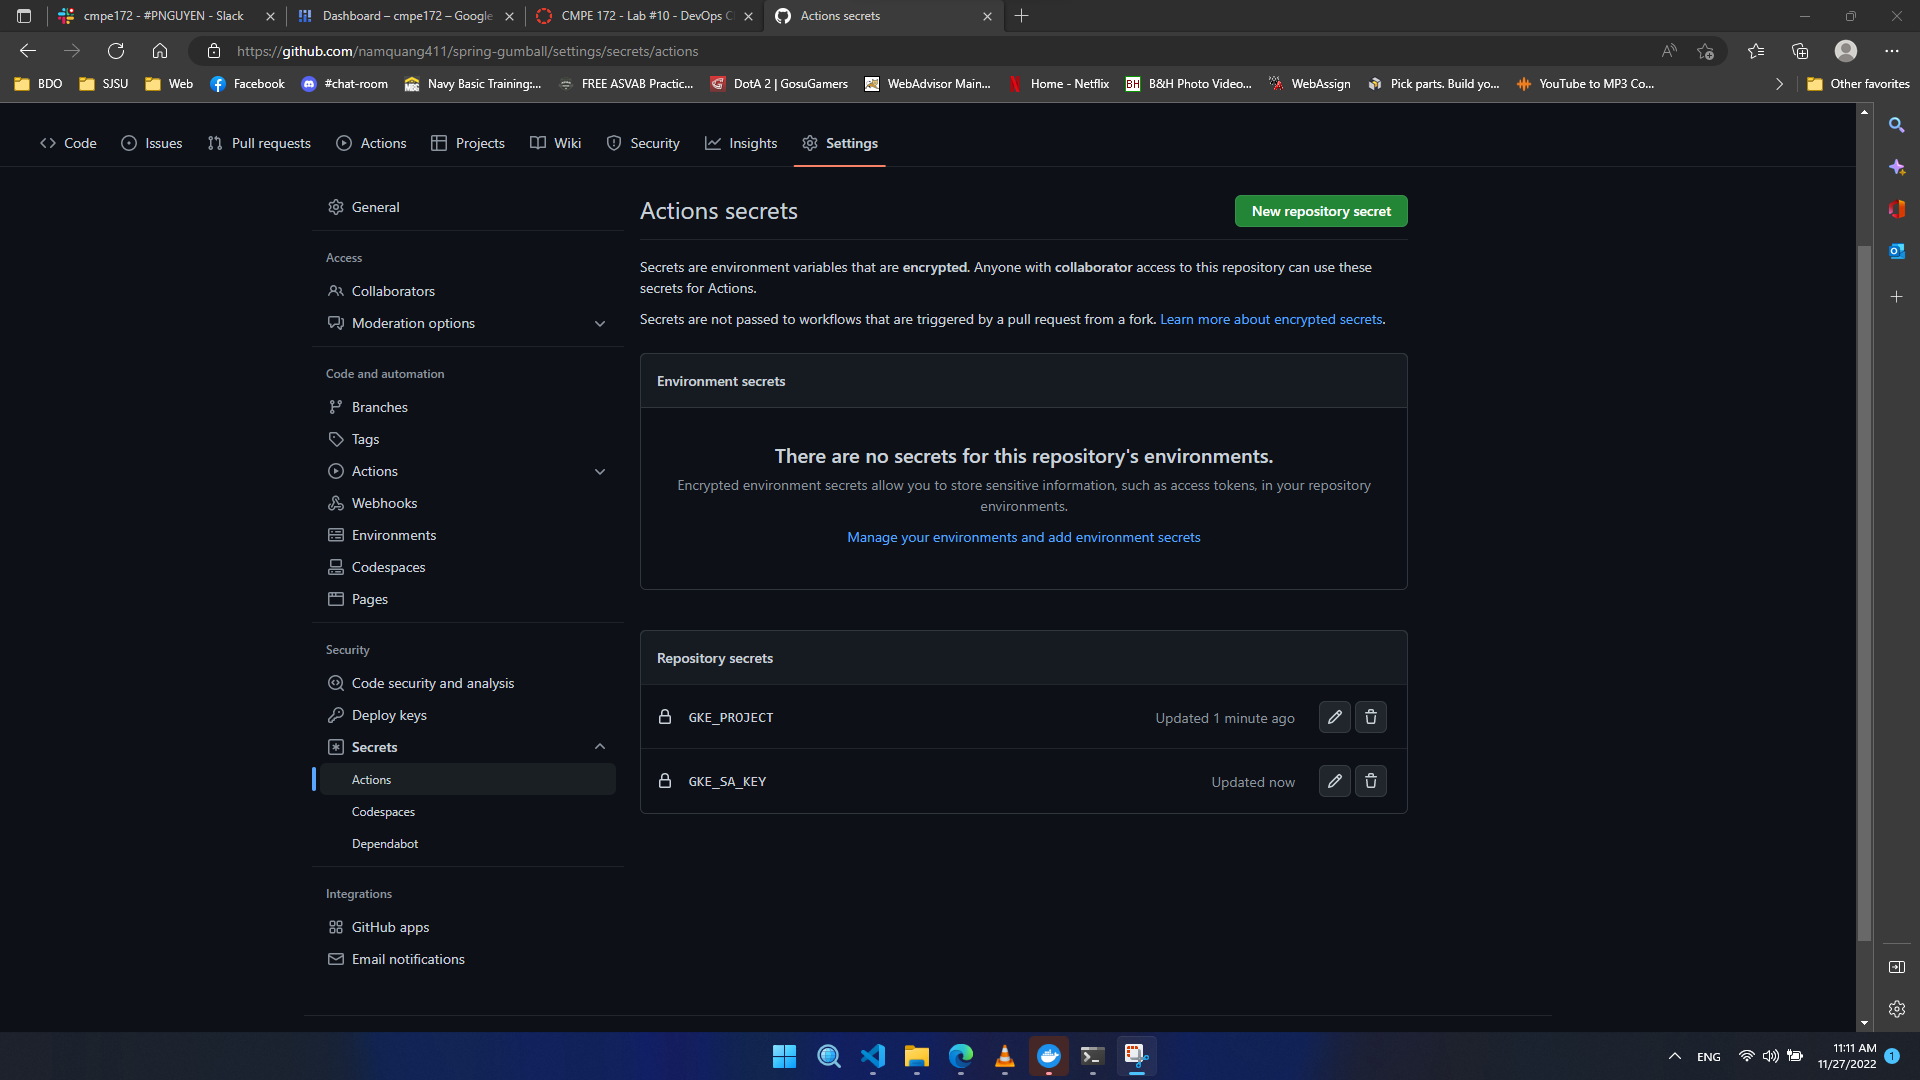 cmpe172 - #PNGUYEN - Slack
Dashboard – cmpe172 – Google
CMPE 172 - Lab #10 - DevOps
Actions secrets
https://github.com/namquang411/spring-gumball/settings/secrets/actions
BDO
SJSU
Web
Facebook
#chat-room
Navy Basic Training:...
FREE ASVAB Practic...
DotA 2 | GosuGamers
WebAdvisor Main...
Home - Netflix
B&H Photo Video...
WebAssign
Pick parts. Build yo...
YouTube to MP3 Co...
Other favorites
Code
Issues
Pull requests
Actions
Projects
Wiki
Security
Insights
Settings
General
Access
Collaborators
Moderation options
Code and automation
Branches
Tags
Actions
Webhooks
Environments
Codespaces
Pages
Security
Code security and analysis
Deploy keys
Secrets
Actions
Codespaces
Dependabot
Integrations
GitHub apps
Email notifications
Actions secrets
New repository secret
Secrets are environment variables that are encrypted. Anyone with collaborator access to this repository can use these
secrets for Actions.
Secrets are not passed to workflows that are triggered by a pull request from a fork. Learn more about encrypted secrets.
Environment secrets
There are no secrets for this repository's environments.
Encrypted environment secrets allow you to store sensitive information, such as access tokens, in your repository
environments.
Manage your environments and add environment secrets
Repository secrets
GKE_PROJECT
Updated 1 minute ago
GKE_SA_KEY
Updated now
ENG
11:11 AM
11/27/2022
1